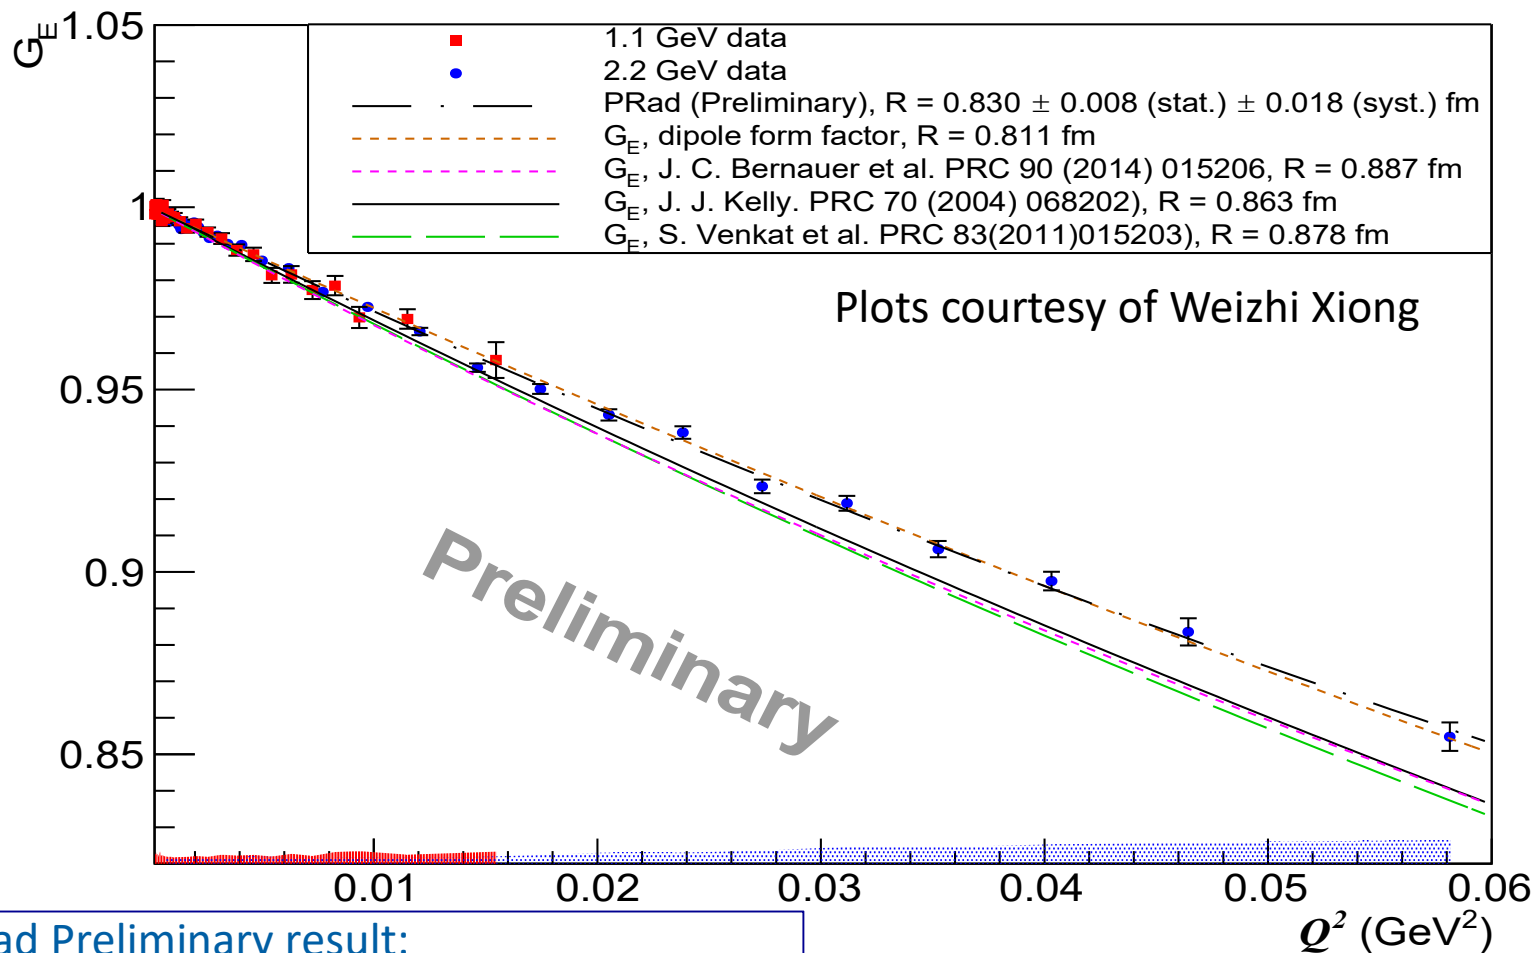 G_E
1.05
1
0.95
0.9
0.85
1.1 GeV data
2.2 GeV data
PRad (Preliminary), R = 0.830 ± 0.008 (stat.) ± 0.018 (syst.) fm
G_E, dipole form factor, R = 0.811 fm
G_E, J. C. Bernauer et al. PRC 90 (2014) 015206, R = 0.887 fm
G_E, J. J. Kelly. PRC 70 (2004) 068202), R = 0.863 fm
G_E, S. Venkat et al. PRC 83(2011)015203), R = 0.878 fm
Plots courtesy of Weizhi Xiong
Preliminary
0.01 0.02 0.03 0.04 0.05 0.06
Q² (GeV²)
ad Preliminary result: